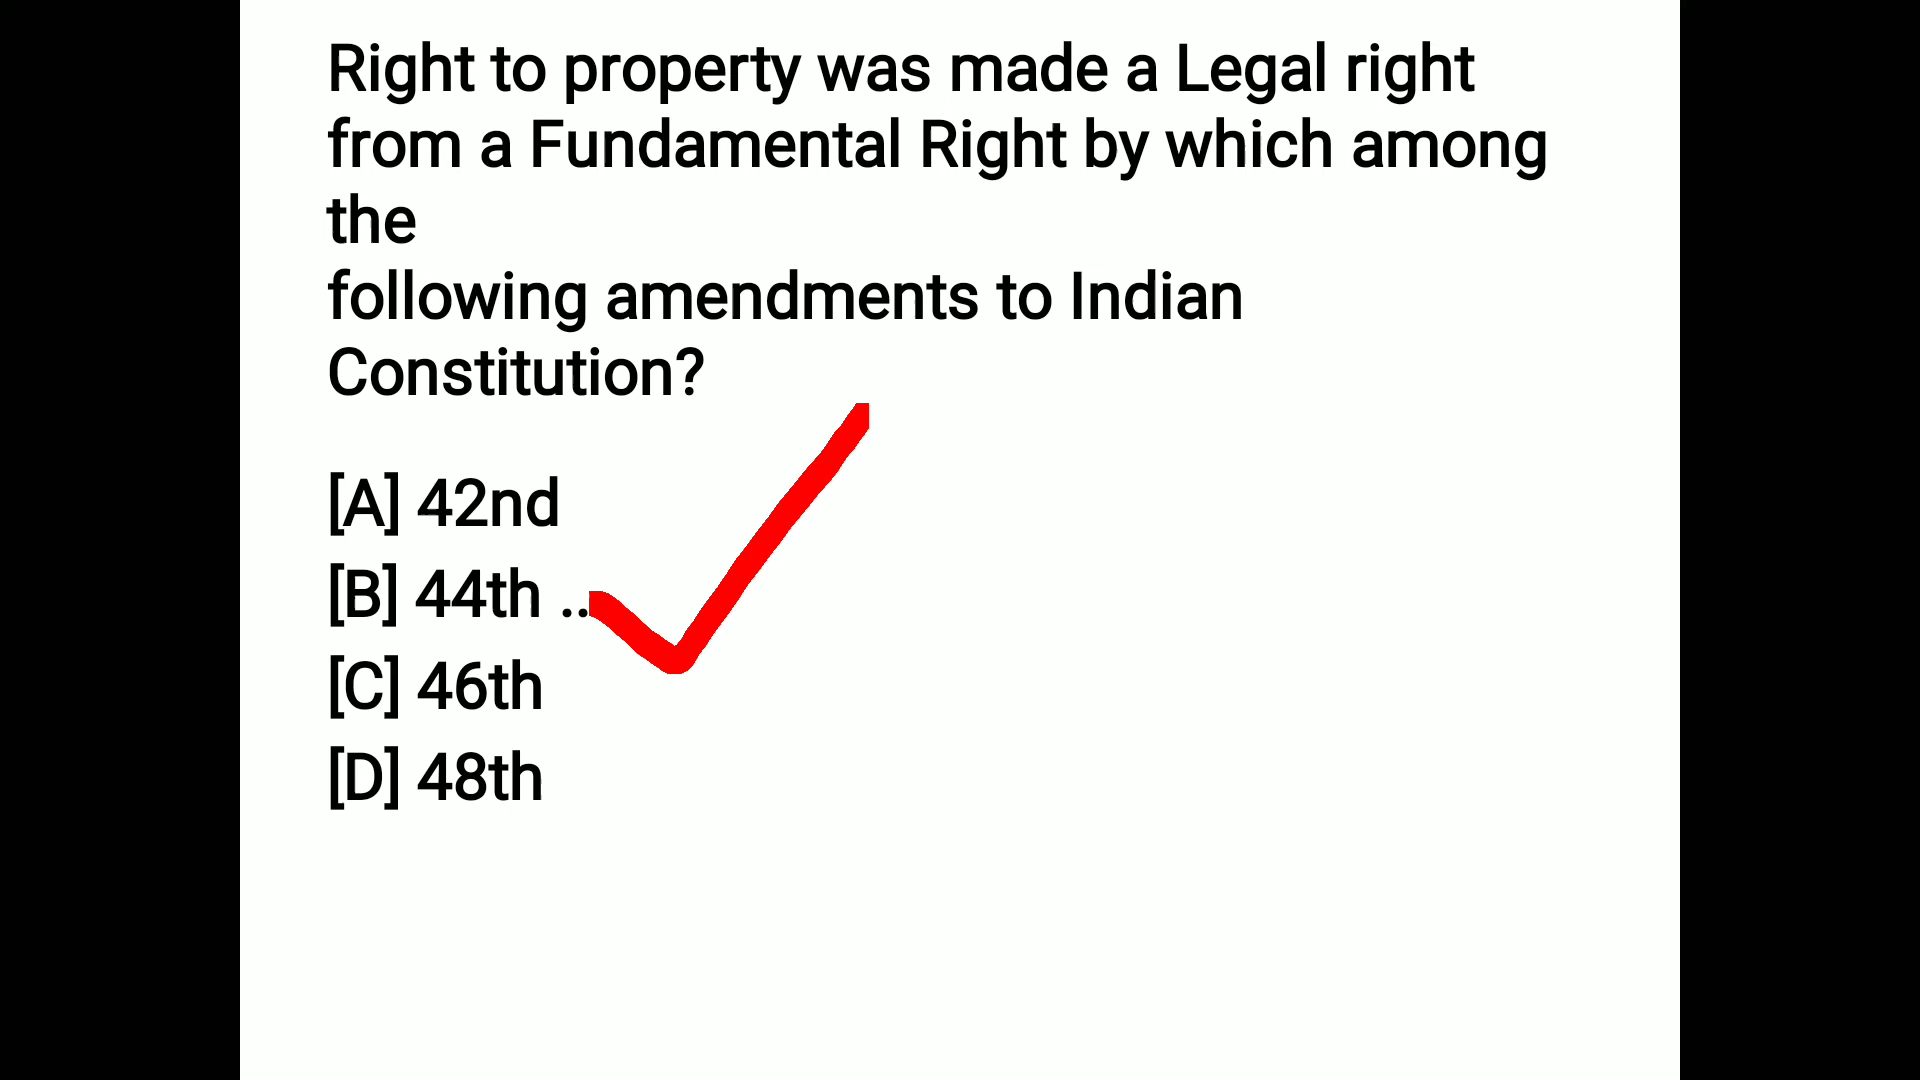 Right to property was made a Legal right
from a Fundamental Right by which among
the
following amendments to Indian
Constitution?
[A] 42nd
[B] 44th ..
[C] 46th
[D] 48th